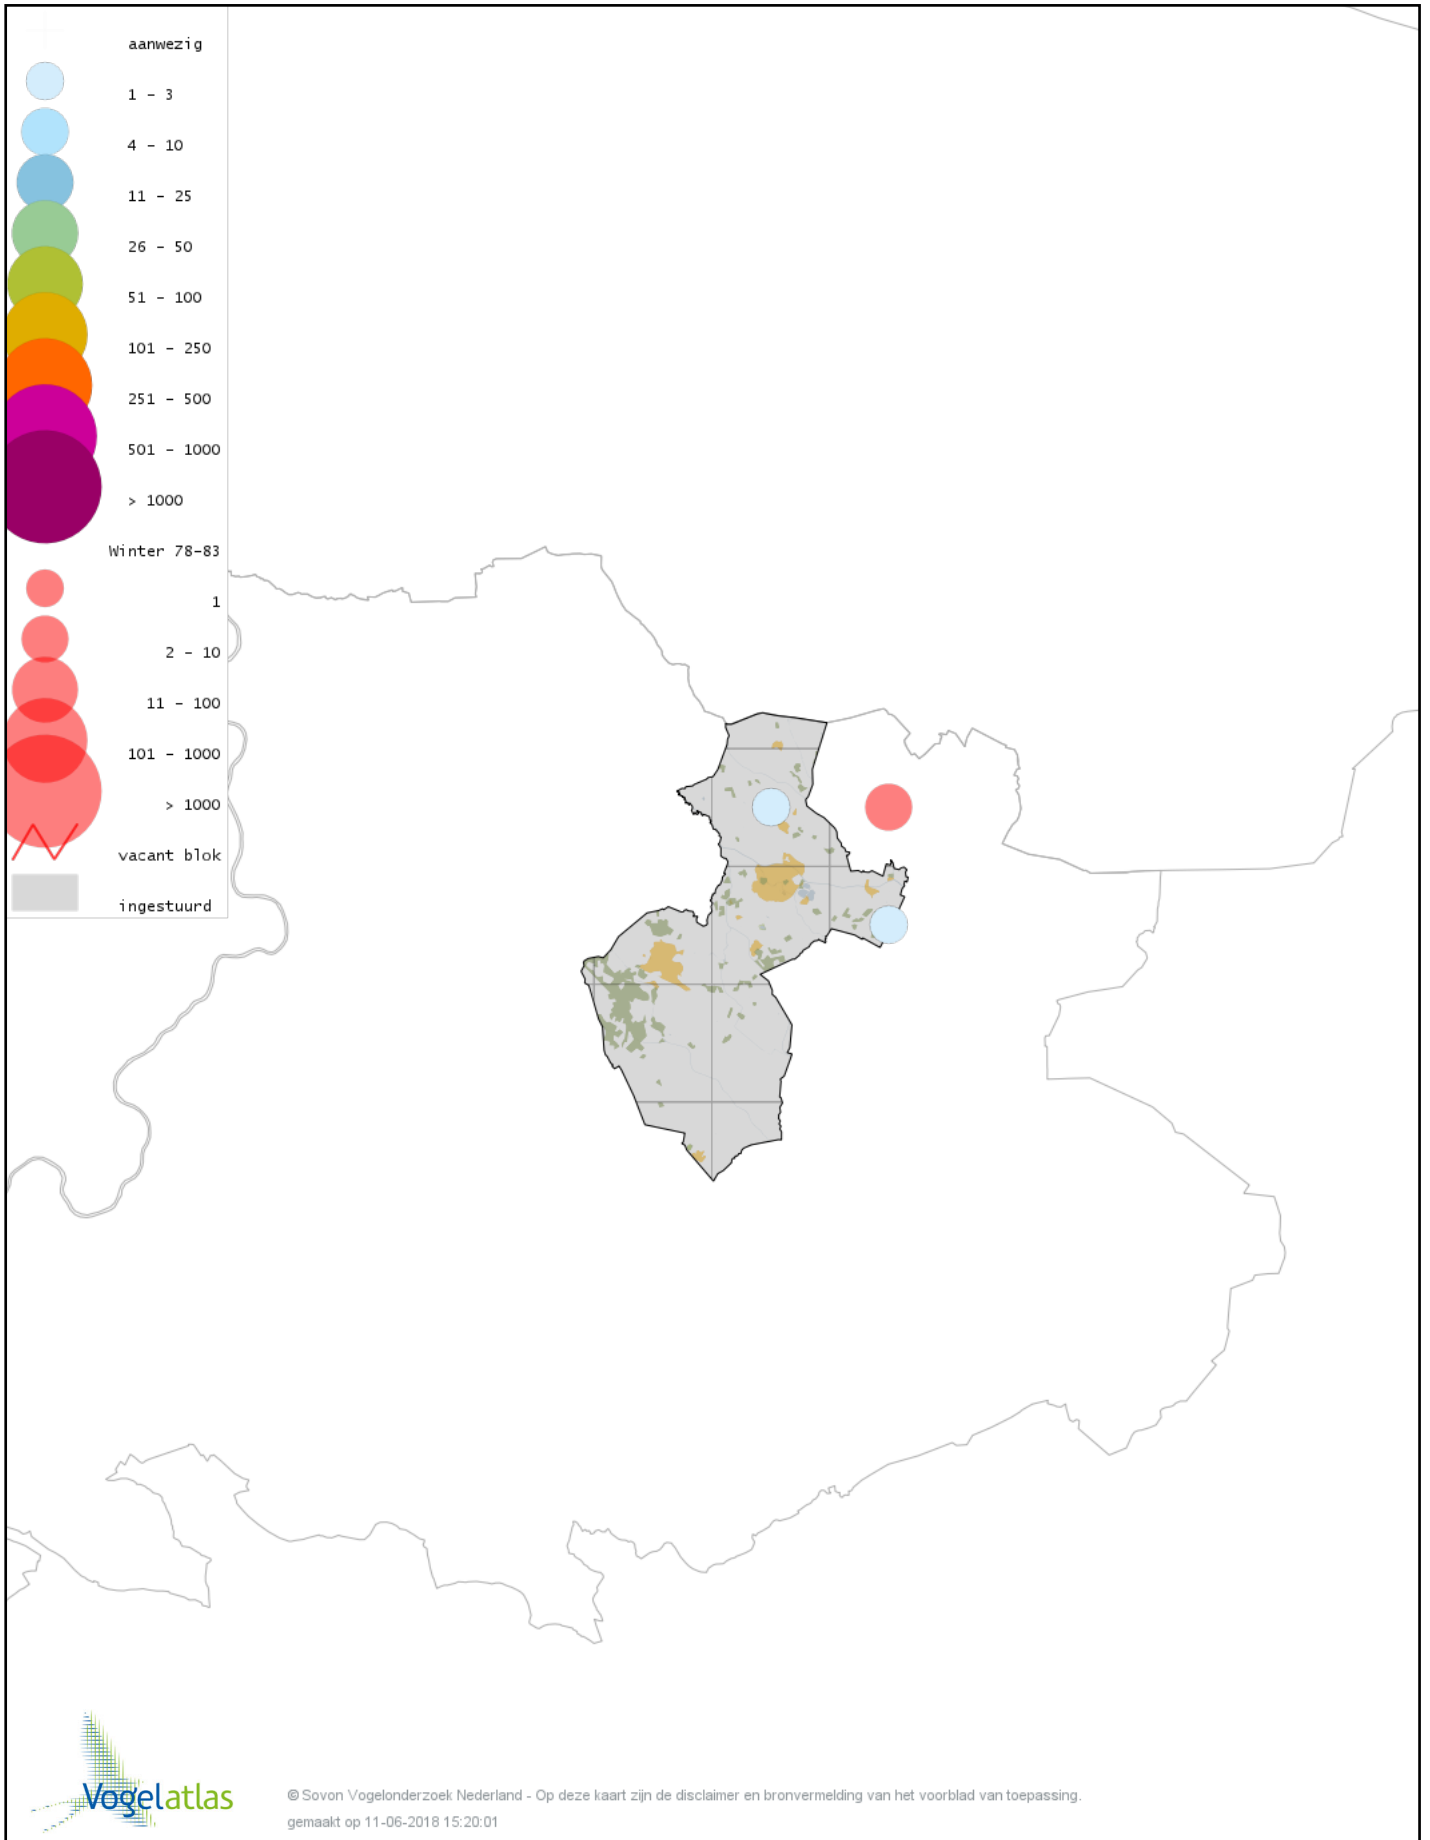 aanwezig
1 - 3
4 - 10
11 - 25
26 - 50
51 - 100
101 - 250
251 - 500
501 - 1000
> 1000
Winter 78-83
1
2 - 10
11 - 100
101 - 1000
> 1000
vacant blok
ingestuurd
Vogelatlas
© Sovon Vogelonderzoek Nederland - Op deze kaart zijn de disclaimer en bronvermelding van het voorblad van toepassing.
gemaakt op 11-06-2018 15:20:01